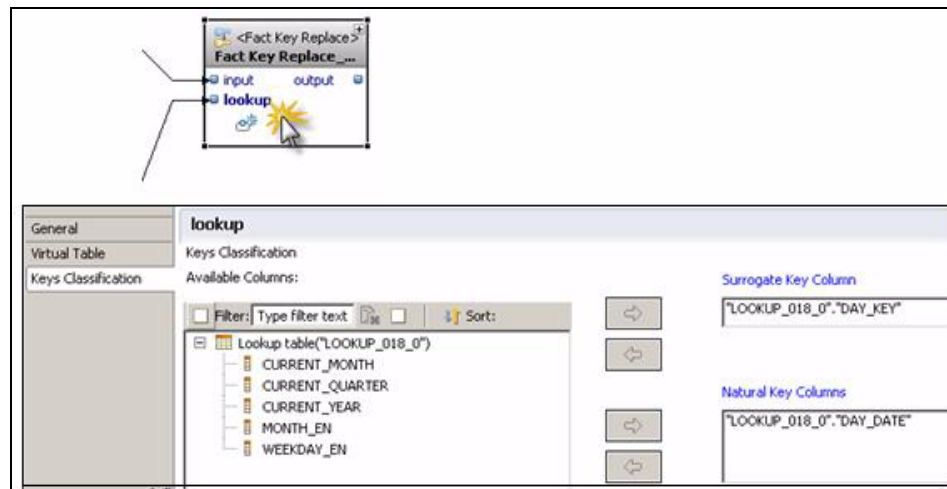 <Fact Key Replace>
Fact Key Replace_...
input output
lookup
General
Virtual Table
Keys Classification
lookup
Keys Classification
Available Columns:
Filter: Type filter text Sort:
Lookup table("LOOKUP_018_0")
CURRENT_MONTH
CURRENT_QUARTER
CURRENT_YEAR
MONTH_EN
WEEKDAY_EN
Surrogate Key Column
"LOOKUP_018_0"."DAY_KEY"
Natural Key Columns
"LOOKUP_018_0"."DAY_DATE"